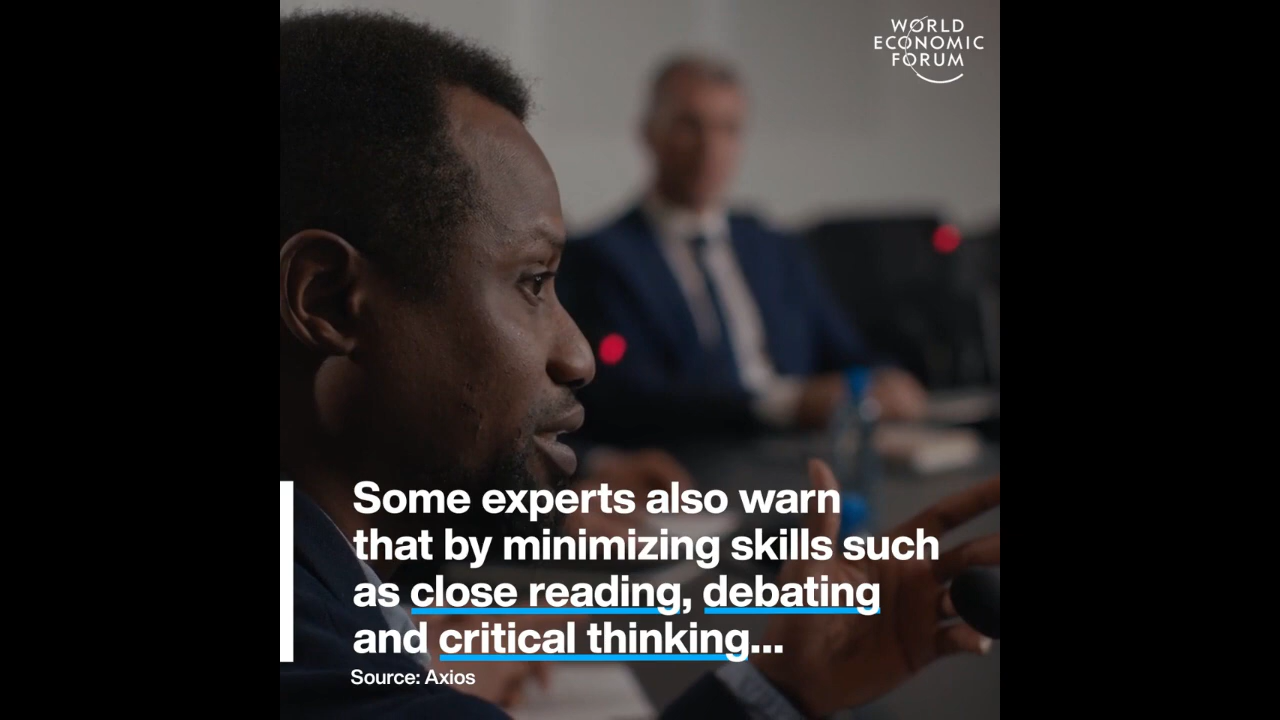 WORLD
ECONOMIC
FORUM
Some experts also warn
that by minimizing skills such
as close reading, debating
and critical thinking...
Source: Axios